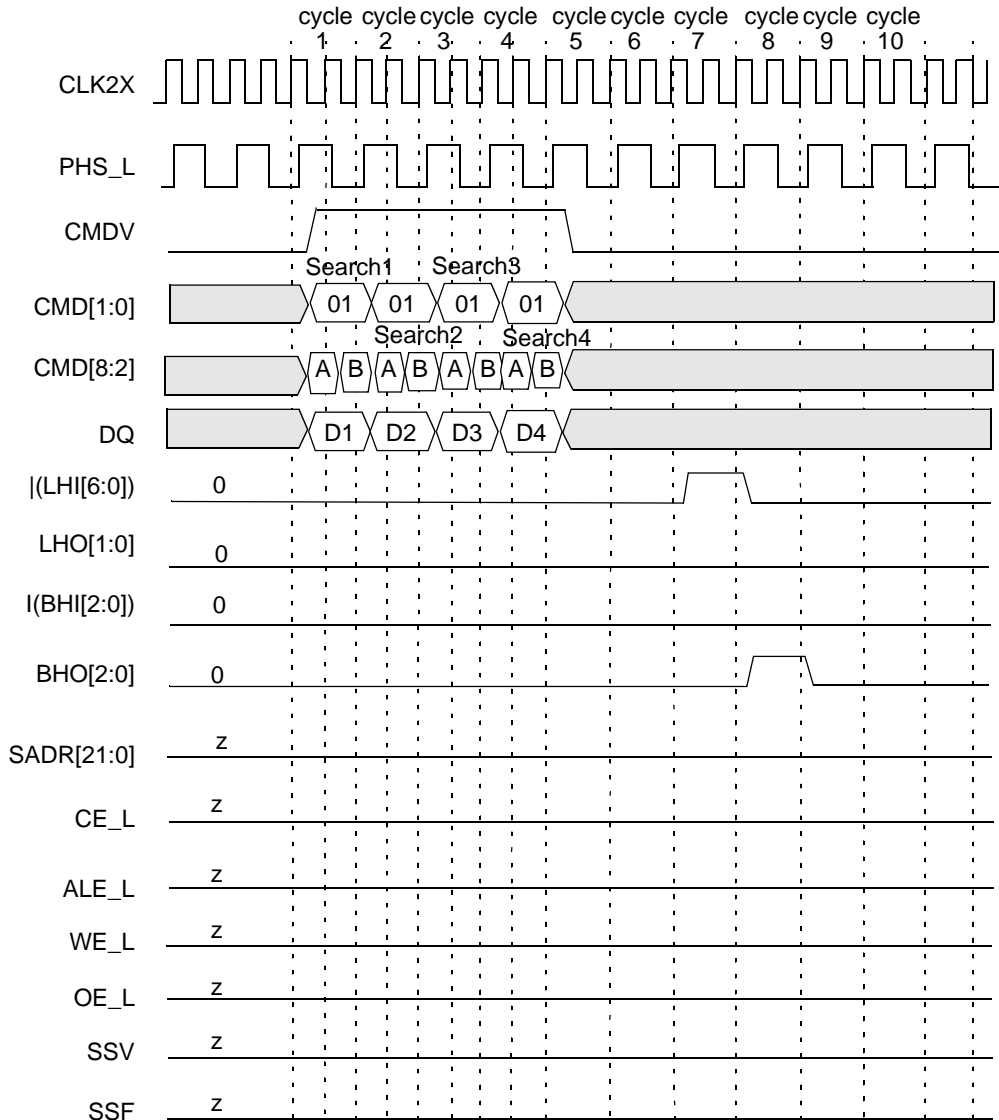 cycle cycle cycle cycle cycle cycle cycle cycle cycle cycle
1 2 3 4 5 6 7 8 9 10
CLK2X
PHS_L
CMDV
Search1 Search3
CMD[1:0] 01 01 01 01
Search2 Search4
CMD[8:2] A B A B A B A B
DQ D1 D2 D3 D4
|(LHI[6:0]) 0
LHO[1:0] 0
I(BHI[2:0]) 0
BHO[2:0] 0
SADR[21:0] z
CE_L z
ALE_L z
WE_L z
OE_L z
SSV z
SSF z